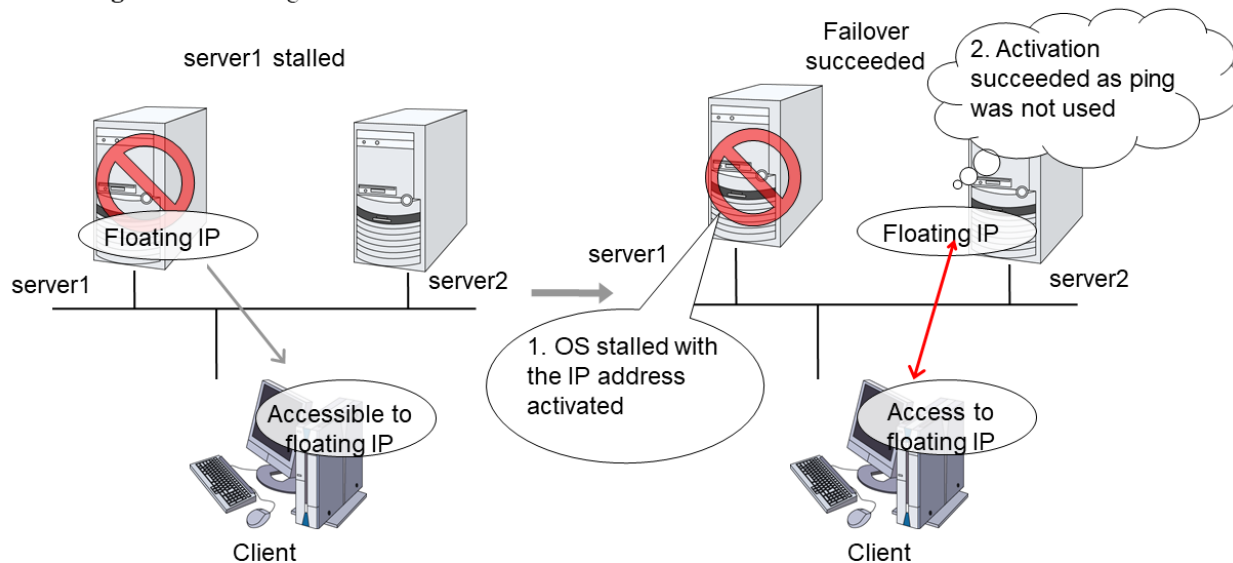 server1 stalled
Floating IP
server1
server2
Accessible to
floating IP
Client
Failover
succeeded
2. Activation
succeeded as ping
was not used
Floating IP
server1
server2
1. OS stalled with
the IP address
activated
Access to
floating IP
Client